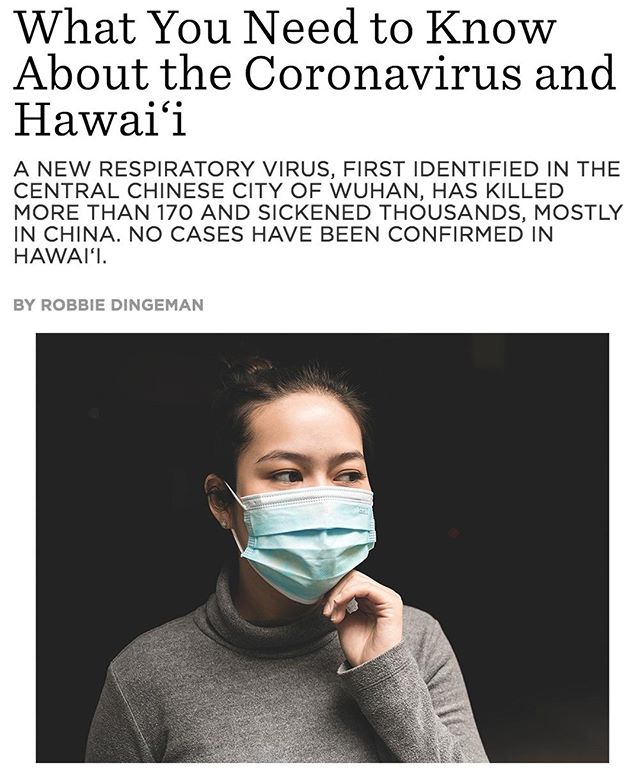 What You Need to Know
About the Coronavirus and
Hawai‘i
A NEW RESPIRATORY VIRUS, FIRST IDENTIFIED IN THE
CENTRAL CHINESE CITY OF WUHAN, HAS KILLED
MORE THAN 170 AND SICKENED THOUSANDS, MOSTLY
IN CHINA. NO CASES HAVE BEEN CONFIRMED IN
HAWAI‘I.
BY ROBBIE DINGEMAN